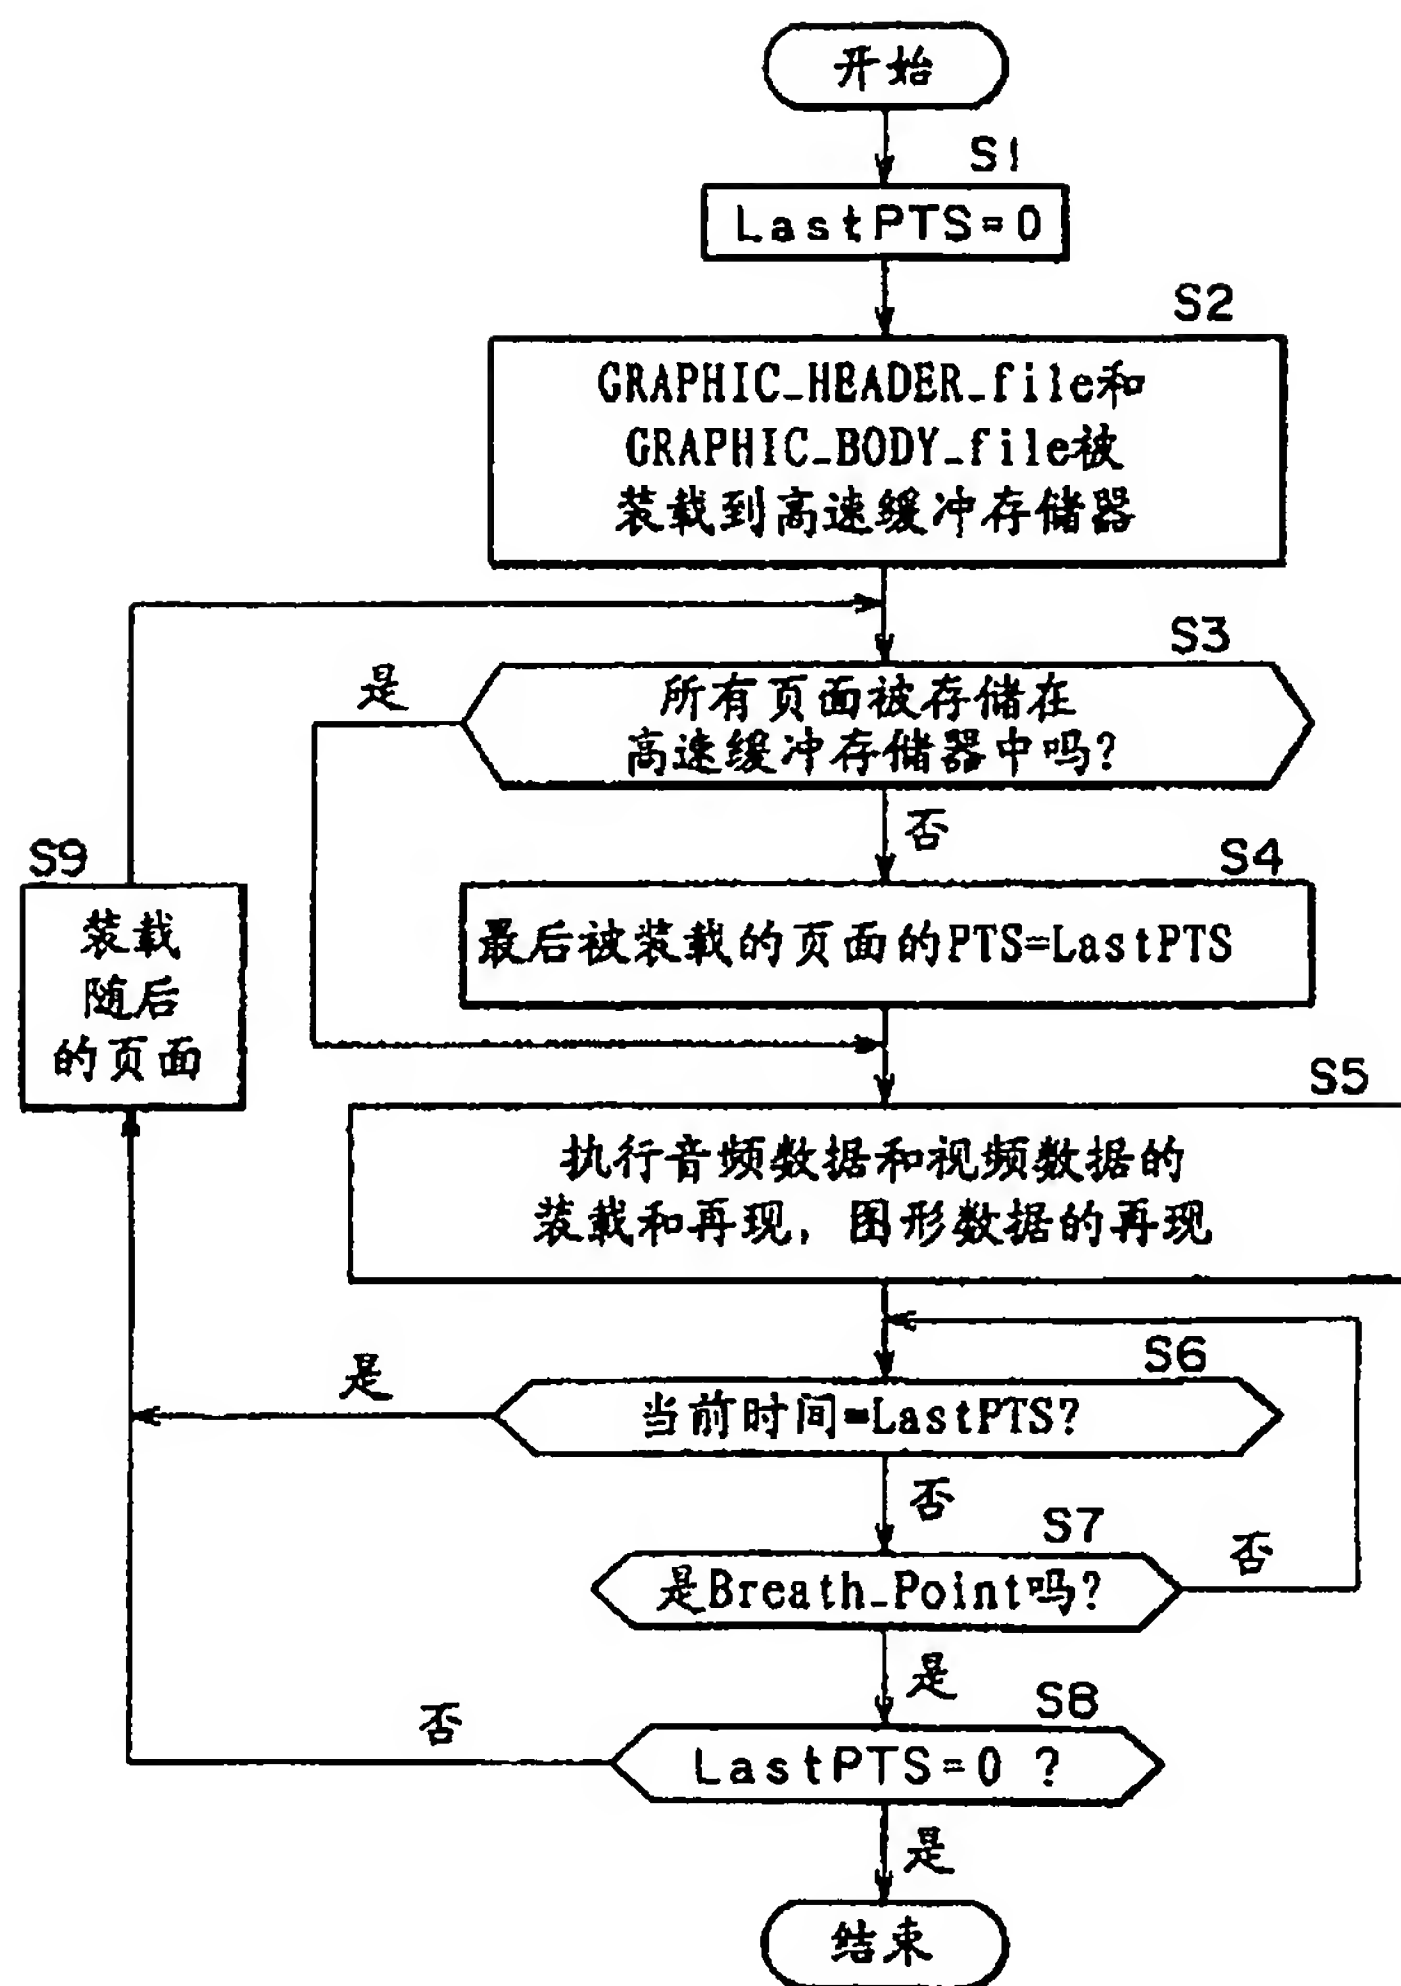 开始
S1
LastPTS=0
S2
GRAPHIC_HEADER_file和
GRAPHIC_BODY_file被
装载到高速缓冲存储器
S3
是
所有页面被存储在
高速缓冲存储器中吗?
否
S4
最后被装载的页面的PTS=LastPTS
S9
装载
随后
的页面
S5
执行音频数据和视频数据的
装载和再现，图形数据的再现
S6
是
当前时间=LastPTS?
否
S7
是Breath_Point吗?
否
是
S8
否
LastPTS=0 ?
是
结束